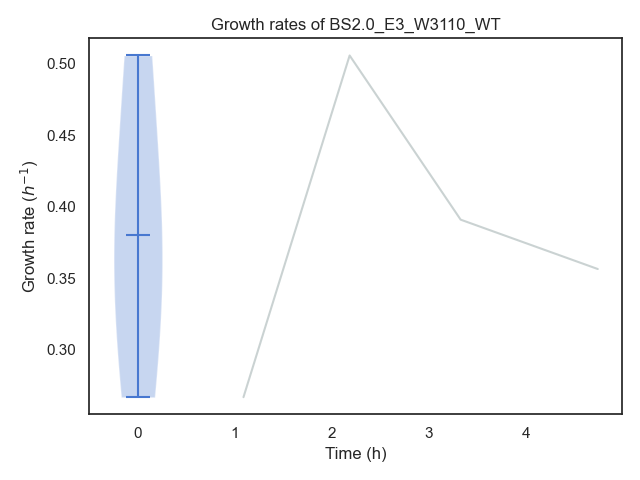 Growth rates of BS2.0_E3_W3110_WT
Growth rate (h⁻¹)
0.50
0.45
0.40
0.35
0.30
0 1 2 3 4
Time (h)